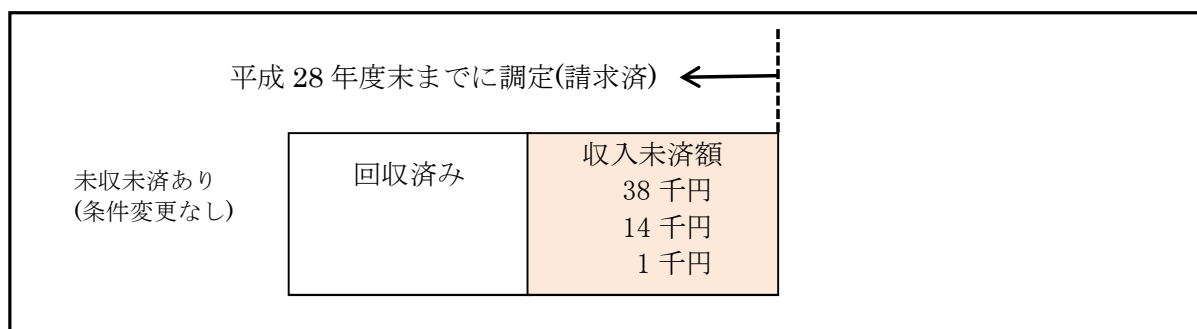 平成 28 年度末までに調定(請求済)
未収未済あり
(条件変更なし)
回収済み
収入未済額
38 千円
14 千円
1 千円